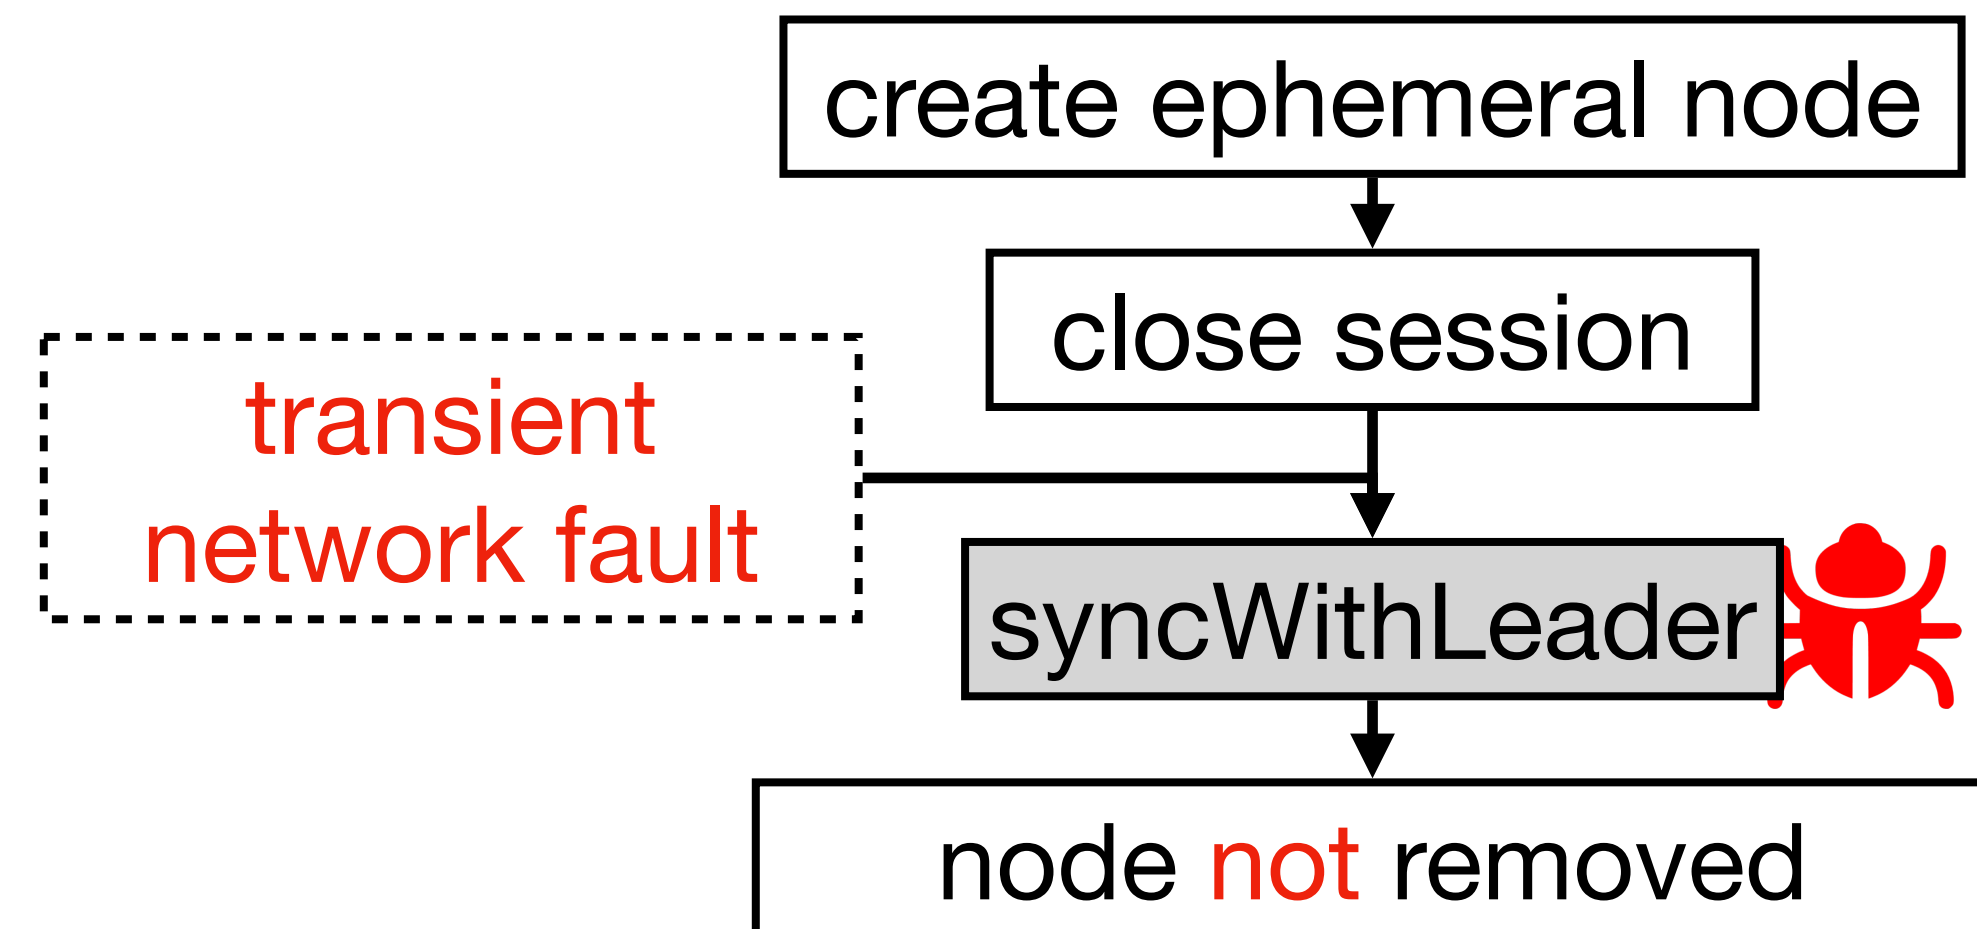 create ephemeral node
close session
transient
network fault
syncWithLeader
node not removed